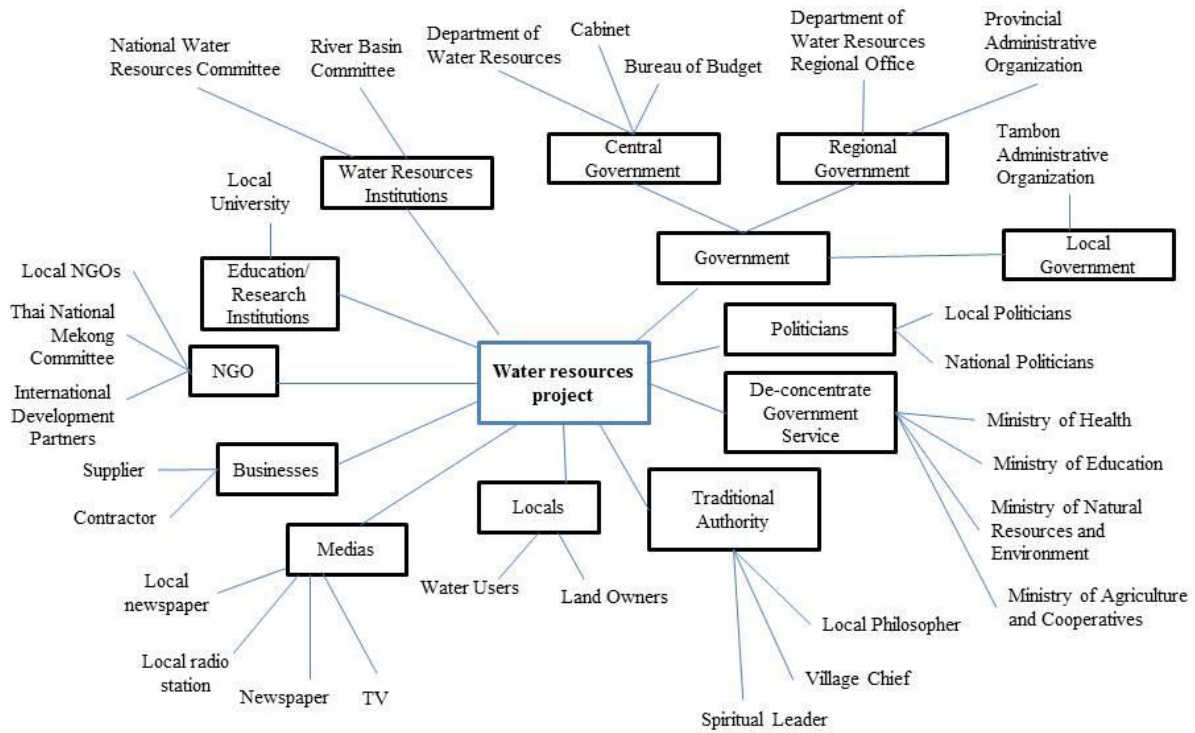 National Water
Resources Committee
River Basin
Committee
Department of
Water Resources
Cabinet
Bureau of Budget
Department of
Water Resources
Regional Office
Provincial
Administrative
Organization
Central
Government
Regional
Government
Tambon
Administrative
Organization
Water Resources
Institutions
Local
University
Government
Local
Government
Education/
Research
Institutions
Local NGOs
Thai National
Mekong
Committee
NGO
International
Development
Partners
Water resources
project
Politicians
Local Politicians
National Politicians
De-concentrate
Government
Service
Ministry of Health
Ministry of Education
Ministry of Natural
Resources and
Environment
Ministry of Agriculture
and Cooperatives
Supplier
Businesses
Contractor
Locals
Traditional
Authority
Medias
Water Users
Land Owners
Local
newspaper
Local radio
station
Newspaper
TV
Local Philosopher
Village Chief
Spiritual Leader